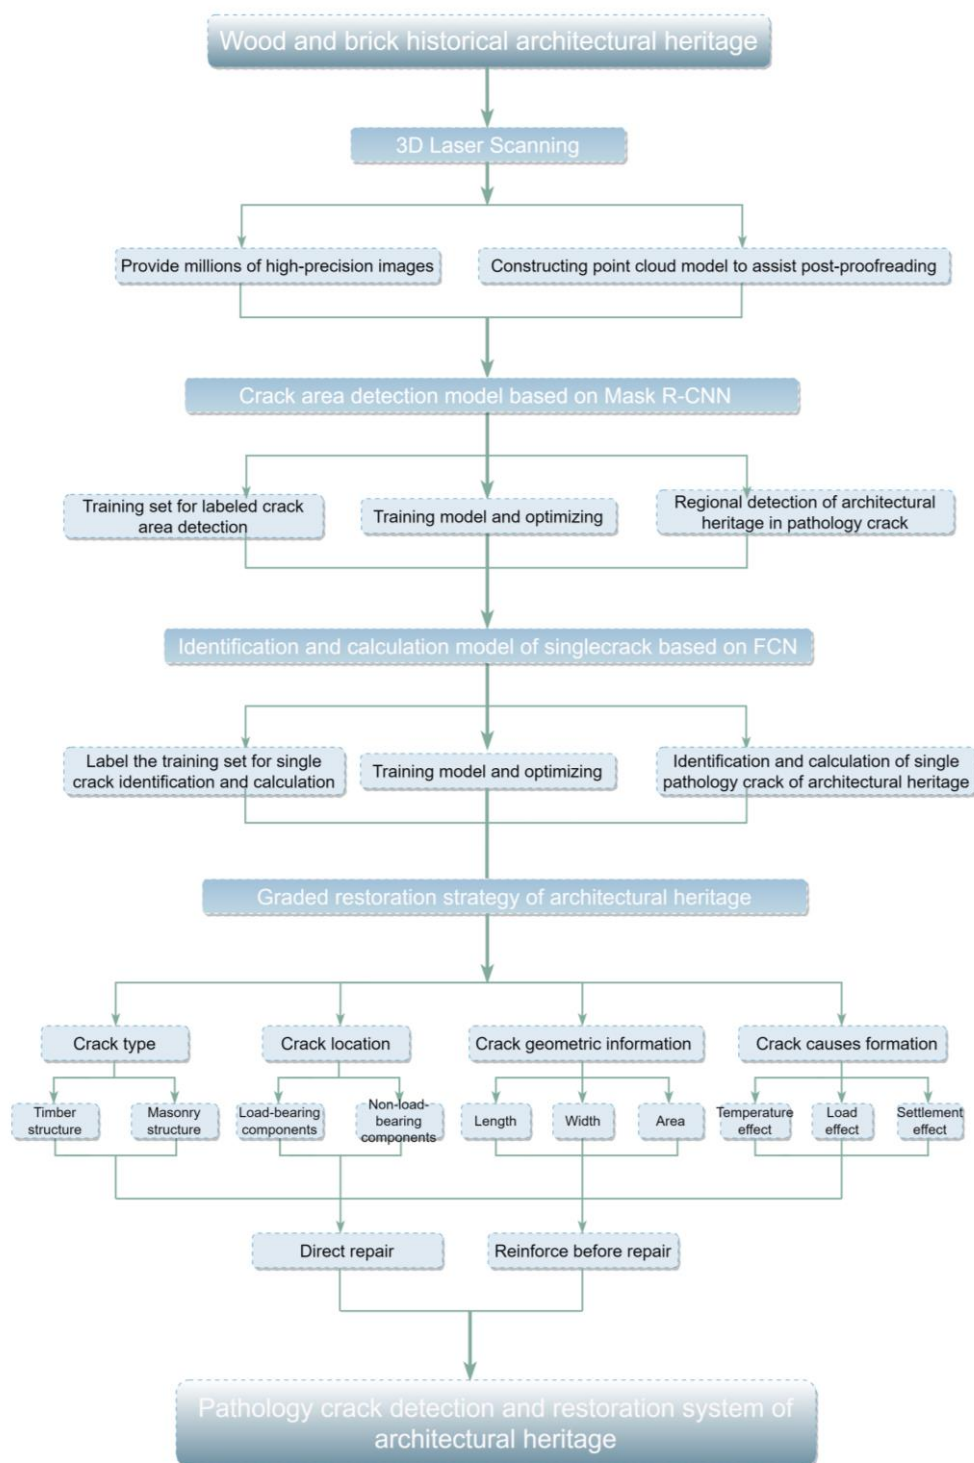 Wood and brick historical architectural heritage
3D Laser Scanning
Provide millions of high-precision images
Constructing point cloud model to assist post-proofreading
Crack area detection model based on Mask R-CNN
Training set for labeled crack
area detection
Training model and optimizing
Regional detection of architectural
heritage in pathology crack
Identification and calculation model of singlecrack based on FCN
Label the training set for single
crack identification and calculation
Training model and optimizing
Identification and calculation of single
pathology crack of architectural heritage
Graded restoration strategy of architectural heritage
Crack type
Crack location
Crack geometric information
Crack causes formation
Timber
structure
Masonry
structure
Load-bearing
components
Non-load-
bearing
components
Length
Width
Area
Temperature
effect
Load
effect
Settlement
effect
Direct repair
Reinforce before repair
Pathology crack detection and restoration system of
architectural heritage